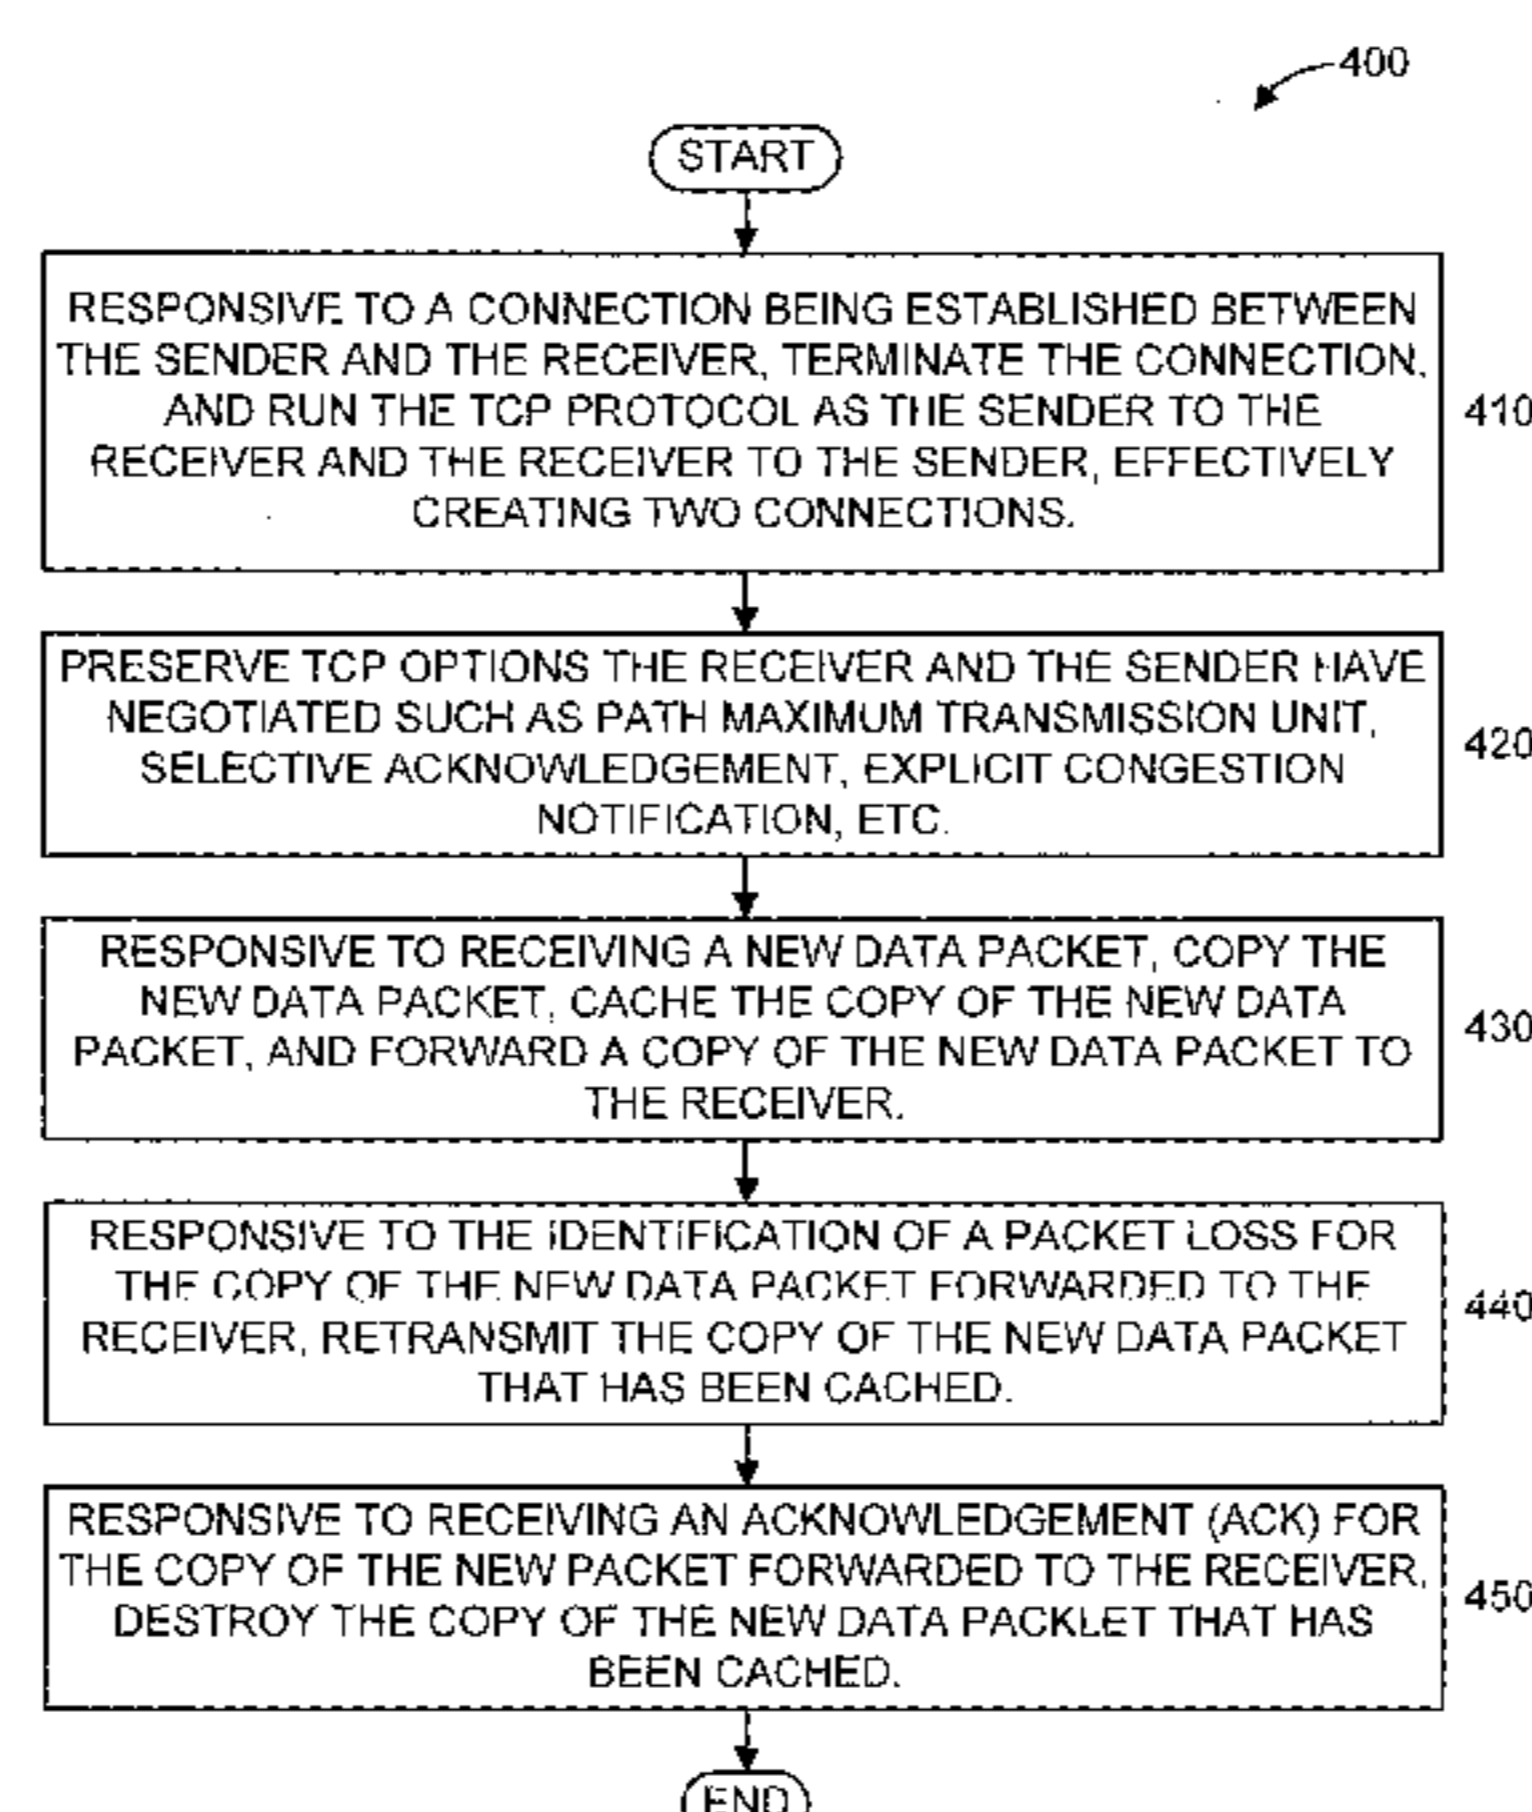 400
START
RESPONSIVE TO A CONNECTION BEING ESTABLISHED BETWEEN
THE SENDER AND THE RECEIVER, TERMINATE THE CONNECTION,
AND RUN THE TCP PROTOCOL AS THE SENDER TO THE
RECEIVER AND THE RECEIVER TO THE SENDER, EFFECTIVELY
CREATING TWO CONNECTIONS.
410
PRESERVE TCP OPTIONS THE RECEIVER AND THE SENDER HAVE
NEGOTIATED SUCH AS PATH MAXIMUM TRANSMISSION UNIT,
SELECTIVE ACKNOWLEDGEMENT, EXPLICIT CONGESTION
NOTIFICATION, ETC.
420
RESPONSIVE TO RECEIVING A NEW DATA PACKET, COPY THE
NEW DATA PACKET, CACHE THE COPY OF THE NEW DATA
PACKET, AND FORWARD A COPY OF THE NEW DATA PACKET TO
THE RECEIVER.
430
RESPONSIVE TO THE IDENTIFICATION OF A PACKET LOSS FOR
THE COPY OF THE NEW DATA PACKET FORWARDED TO THE
RECEIVER, RETRANSMIT THE COPY OF THE NEW DATA PACKET
THAT HAS BEEN CACHED.
440
RESPONSIVE TO RECEIVING AN ACKNOWLEDGEMENT (ACK) FOR
THE COPY OF THE NEW PACKET FORWARDED TO THE RECEIVER,
DESTROY THE COPY OF THE NEW DATA PACKLET THAT HAS
BEEN CACHED.
450
END